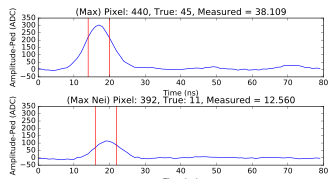 (Max) Pixel: 440, True: 45, Measured = 38.109
Amplitude-Ped (ADC)
350
300
250
200
150
100
50
0
−50
0 10 20 30 40 50 60 70 80
Time (ns)
(Max Nei) Pixel: 392, True: 11, Measured = 12.560
Amplitude-Ped (ADC)
350
300
250
200
150
100
50
0
−50
0 10 20 30 40 50 60 70 80